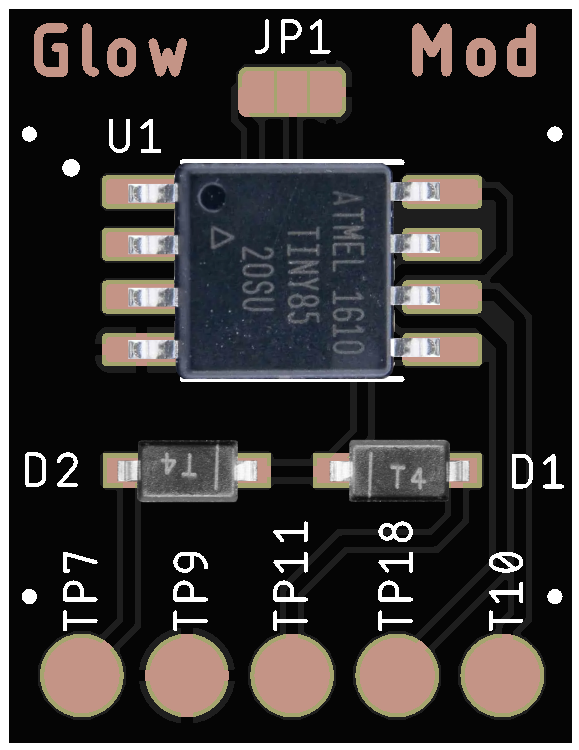 Glow Mod
JP1
U1
ATMEL 1610
TINY85
20SU
D2
T4
T4
D1
TP7
TP9
TP11
TP18
T10